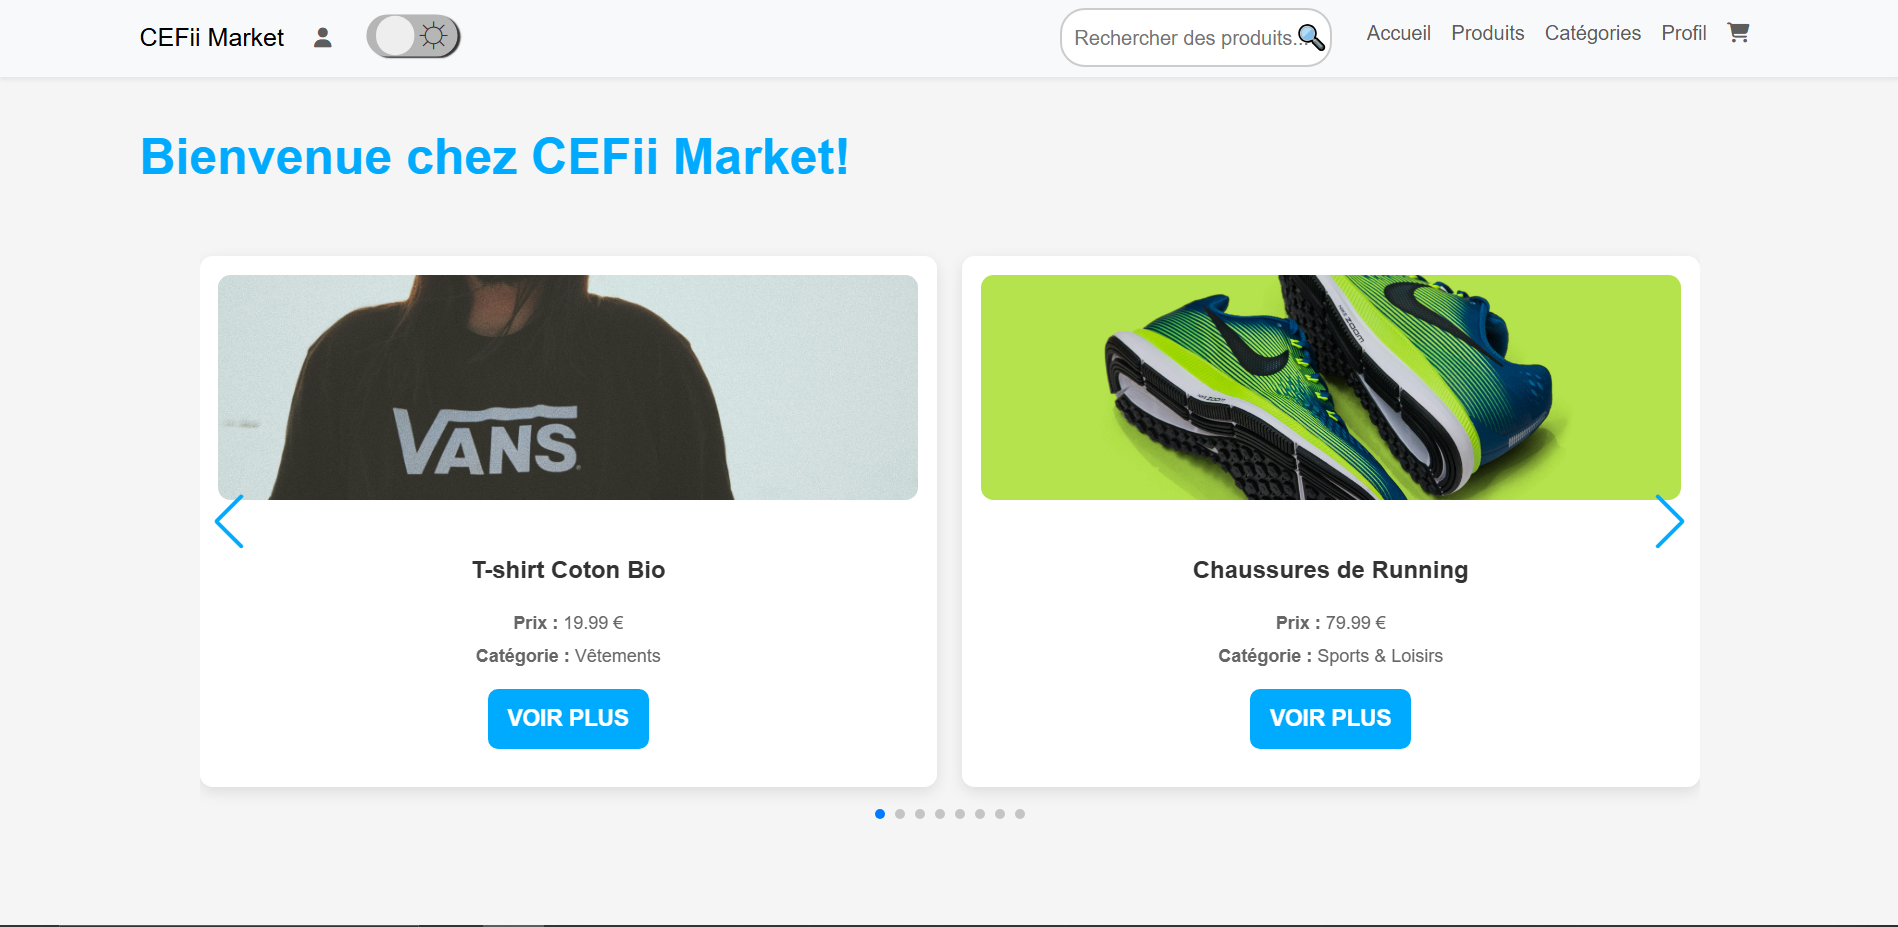 CEFii Market
Rechercher des produits...
Accueil
Produits
Catégories
Profil
Bienvenue chez CEFii Market!
VANS
T-shirt Coton Bio
Prix : 19.99 €
Catégorie : Vêtements
VOIR PLUS
ZOOM
Chaussures de Running
Prix : 79.99 €
Catégorie : Sports & Loisirs
VOIR PLUS